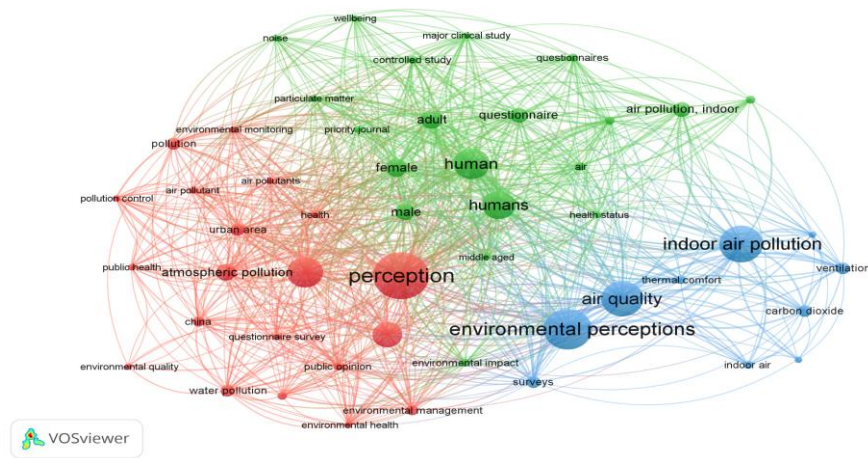 wellbeing
noise
major clinical study
controlled study
questionnaires
particulate matter
adult
questionnaire
air pollution, indoor
environmental monitoring
priority journal
pollution
female
human
air
air pollutants
air pollutant
pollution control
health
male
humans
health status
urban area
indoor air pollution
middle aged
public health
atmospheric pollution
perception
thermal comfort
ventilation
air quality
carbon dioxide
china
questionnaire survey
environmental perceptions
environmental quality
public opinion
environmental impact
indoor air
surveys
water pollution
environmental management
environmental health
VOSviewer